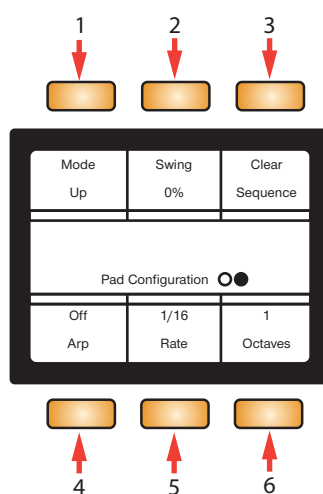 1 2 3
Mode Swing Clear
Up 0% Sequence
Pad Configuration
Off 1/16 1
Arp Rate Octaves
4 5 6